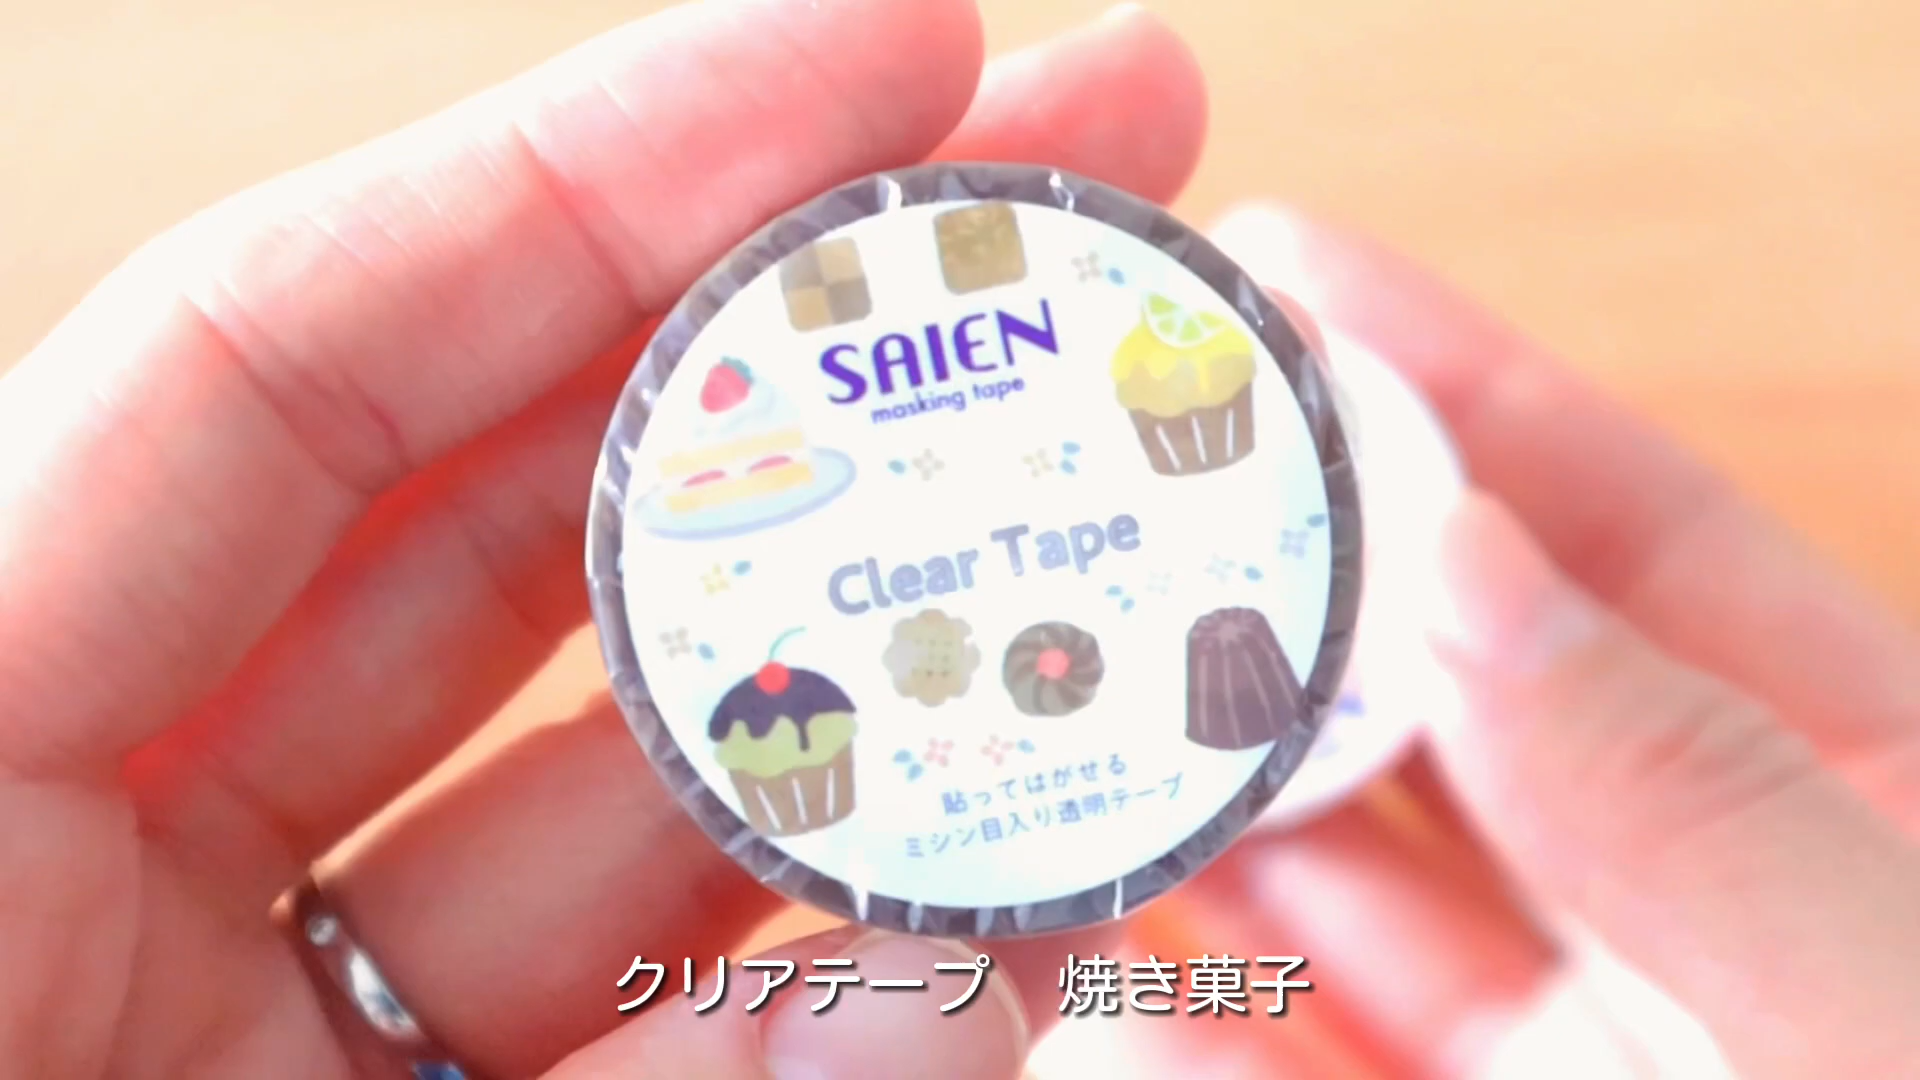 SAIEN
masking tape
Clear Tape
貼ってはがせる
ミシン目入り透明テープ
クリアテープ　焼き菓子